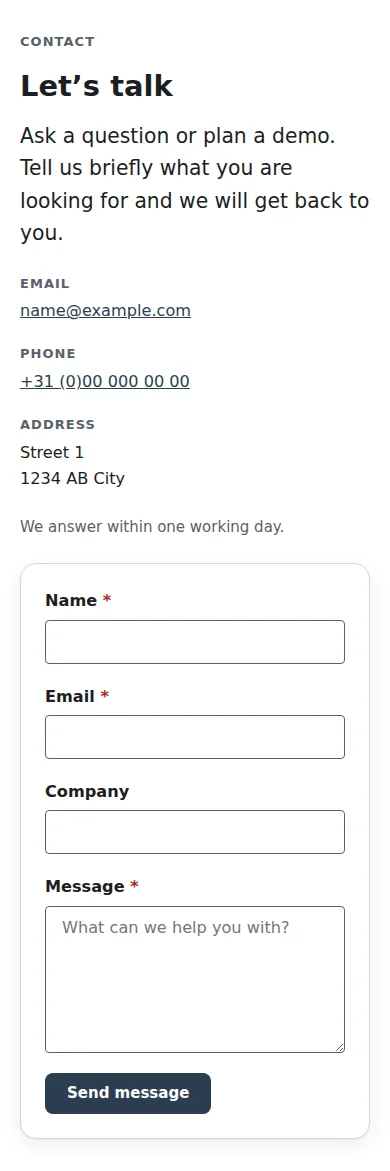 CONTACT
Let’s talk
Ask a question or plan a demo.
Tell us briefly what you are
looking for and we will get back to
you.
EMAIL
name@example.com
PHONE
+31 (0)00 000 00 00
ADDRESS
Street 1
1234 AB City
We answer within one working day.
Name *
Email *
Company
Message *
What can we help you with?
Send message